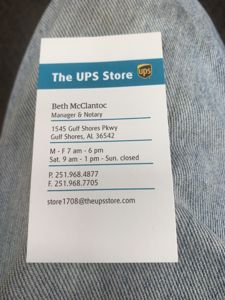 The UPS Store ups
Beth McClantoc
Manager & Notary
1545 Gulf Shores Pkwy
Gulf Shores, AL 36542
M - F 7 am - 6 pm
Sat. 9 am - 1 pm - Sun. closed
P. 251.968.4877
F. 251.968.7705
store1708@theupsstore.com